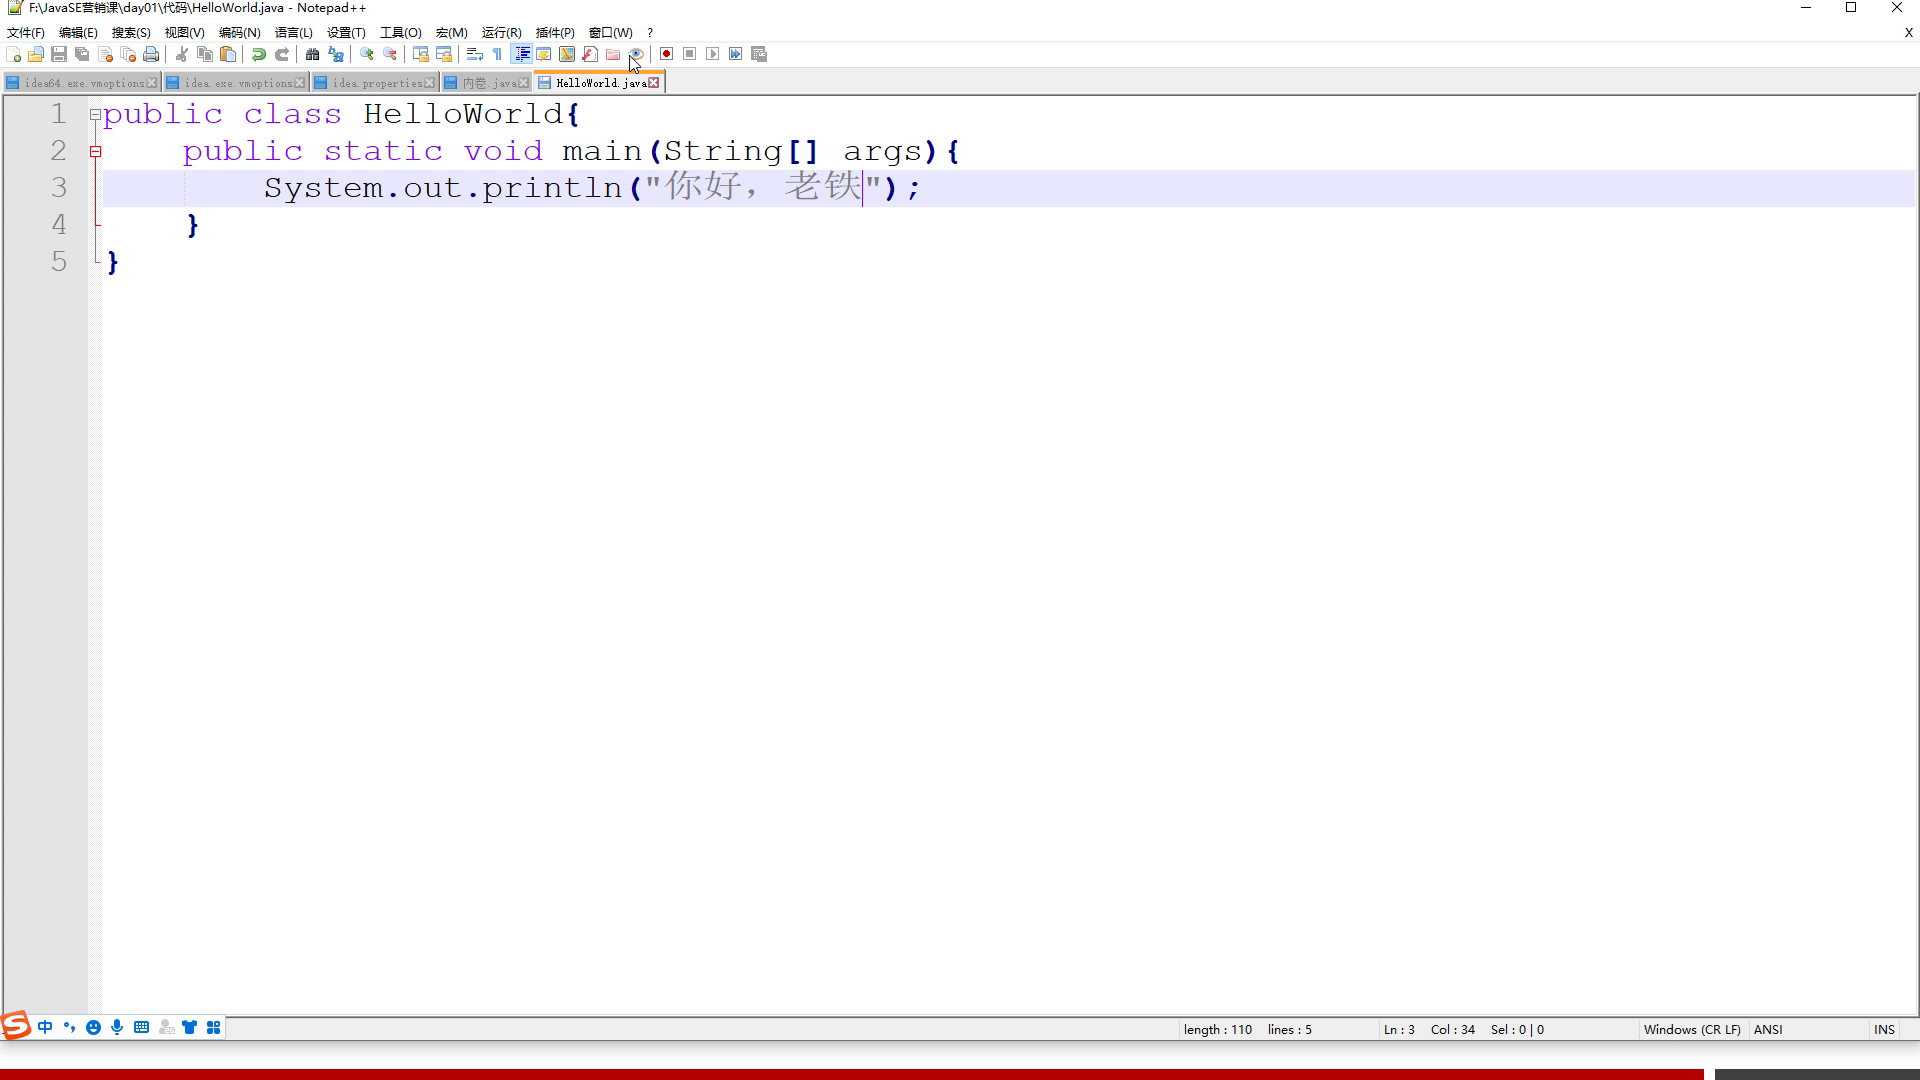 F:\JavaSE营销课\day01\代码\HelloWorld.java - Notepad++
文件(F) 编辑(E) 搜索(S) 视图(V) 编码(N) 语言(L) 设置(T) 工具(O) 宏(M) 运行(R) 插件(P) 窗口(W) ? X
idea64.exe.vmoptions idea.exe.vmoptions idea.properties 内卷.java HelloWorld.java
1 public class HelloWorld{
2 public static void main(String[] args){
3 System.out.println("你好，老铁");
4 }
5 }
中
length : 110 lines : 5 Ln : 3 Col : 34 Sel : 0 | 0 Windows (CR LF) ANSI INS